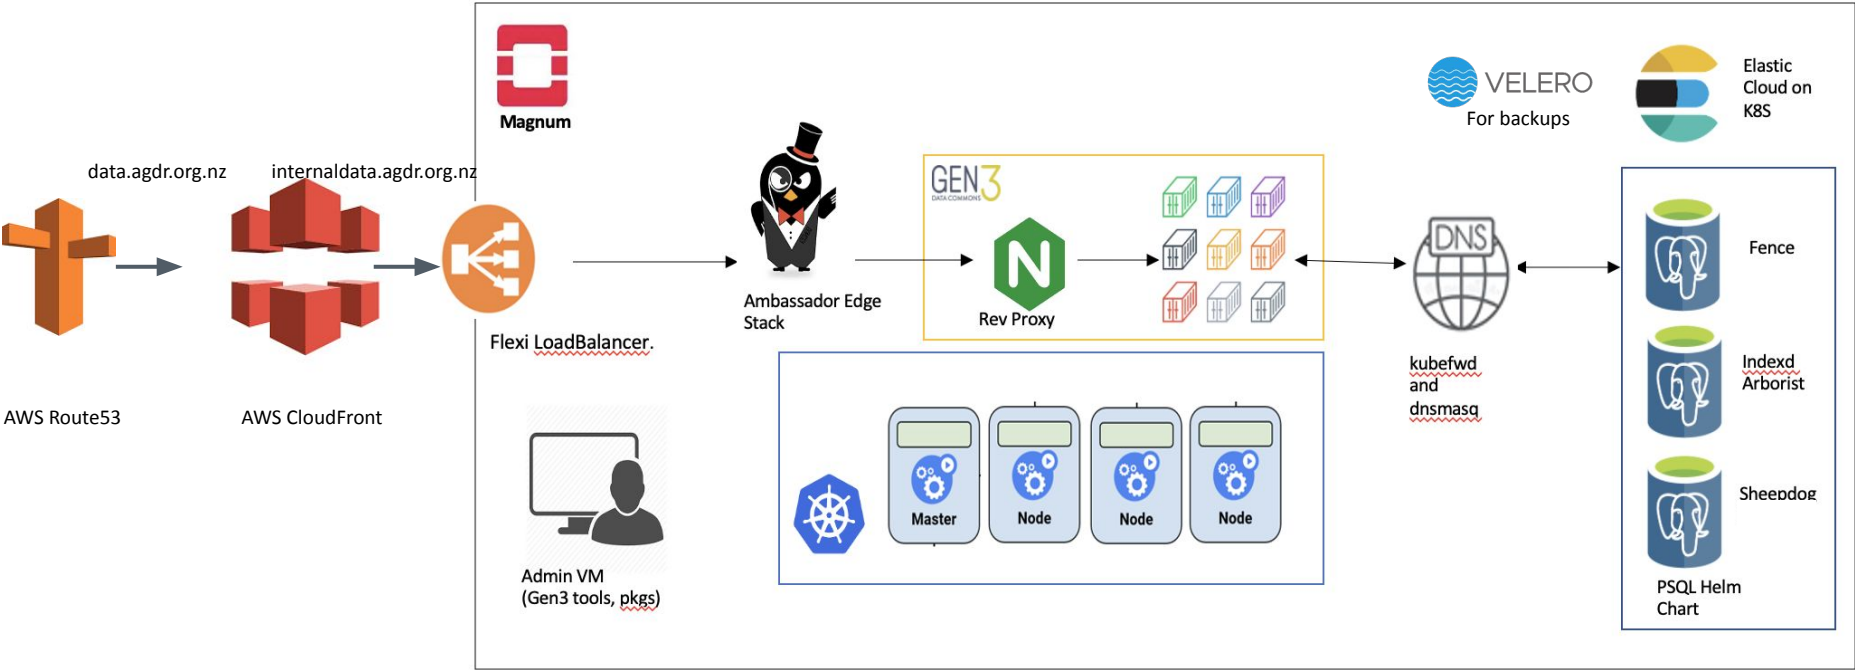 Magnum
VELERO
For backups
Elastic
Cloud on
K8S
data.agdr.org.nz
internaldata.agdr.org.nz
GEN3
DATA COMMONS
DNS
N
Rev Proxy
Ambassador Edge
Stack
Flexi LoadBalancer.
AWS Route53
AWS CloudFront
kubefwd
and
dnsmasq
Fence
Indexd
Arborist
Sheepdog
PSQL Helm
Chart
Master
Node
Node
Node
Admin VM
(Gen3 tools, pkgs)